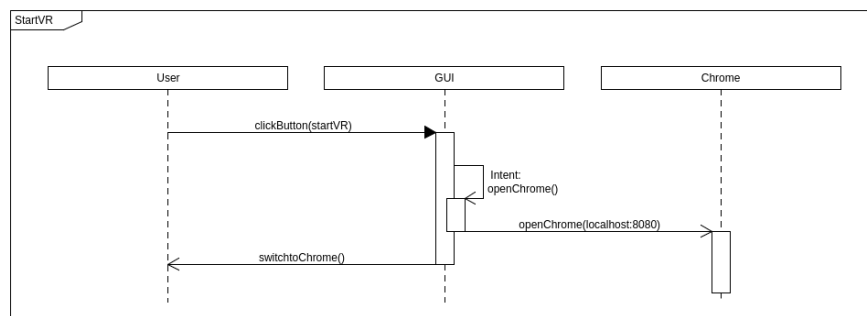 StartVR
User
GUI
Chrome
clickButton(startVR)
Intent:
openChrome()
openChrome(localhost:8080)
switchtoChrome()